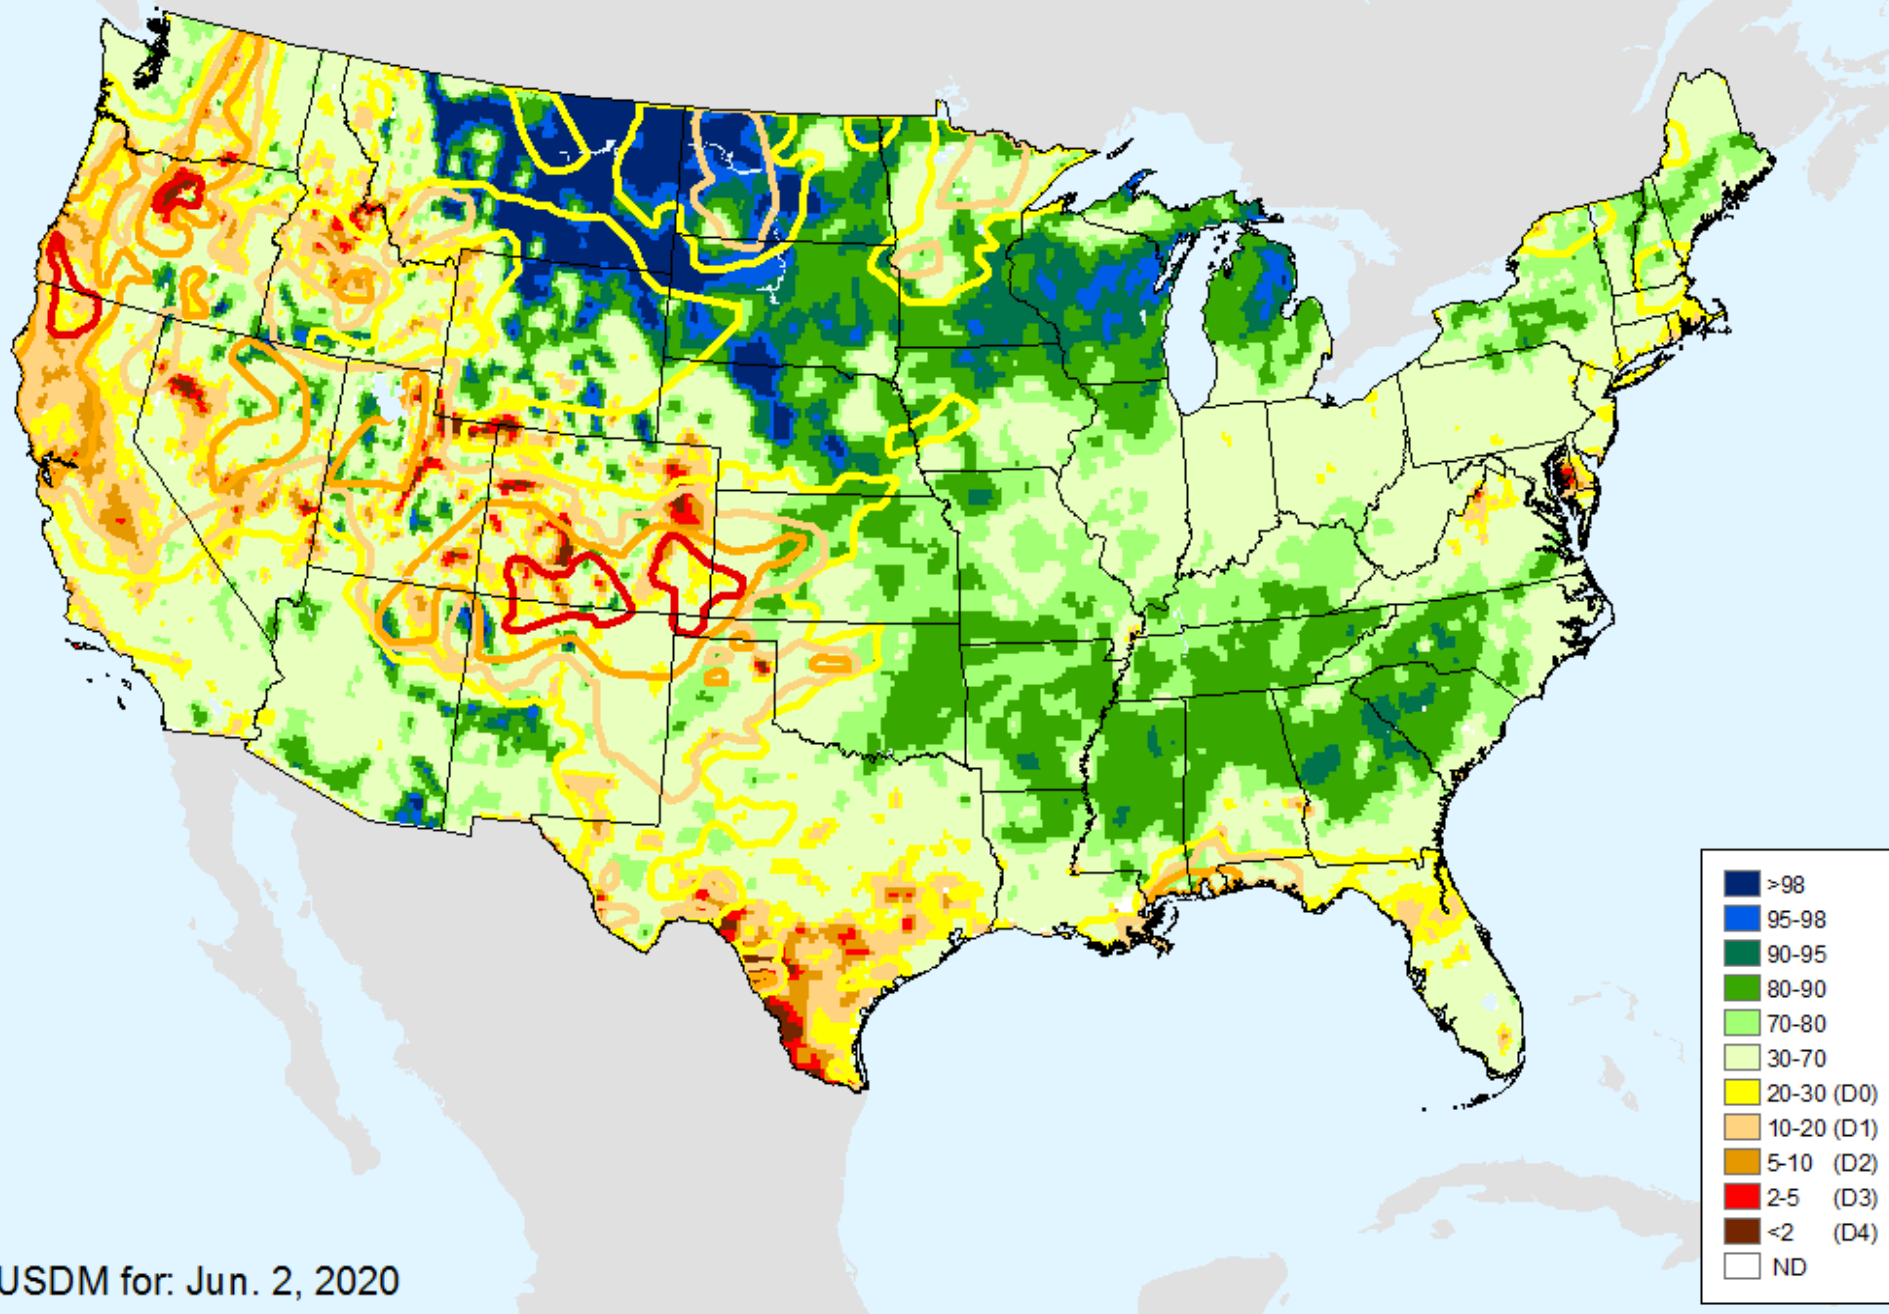 >98
95-98
90-95
80-90
70-80
30-70
20-30 (D0)
10-20 (D1)
5-10 (D2)
2-5 (D3)
<2 (D4)
ND
USDM for: Jun. 2, 2020